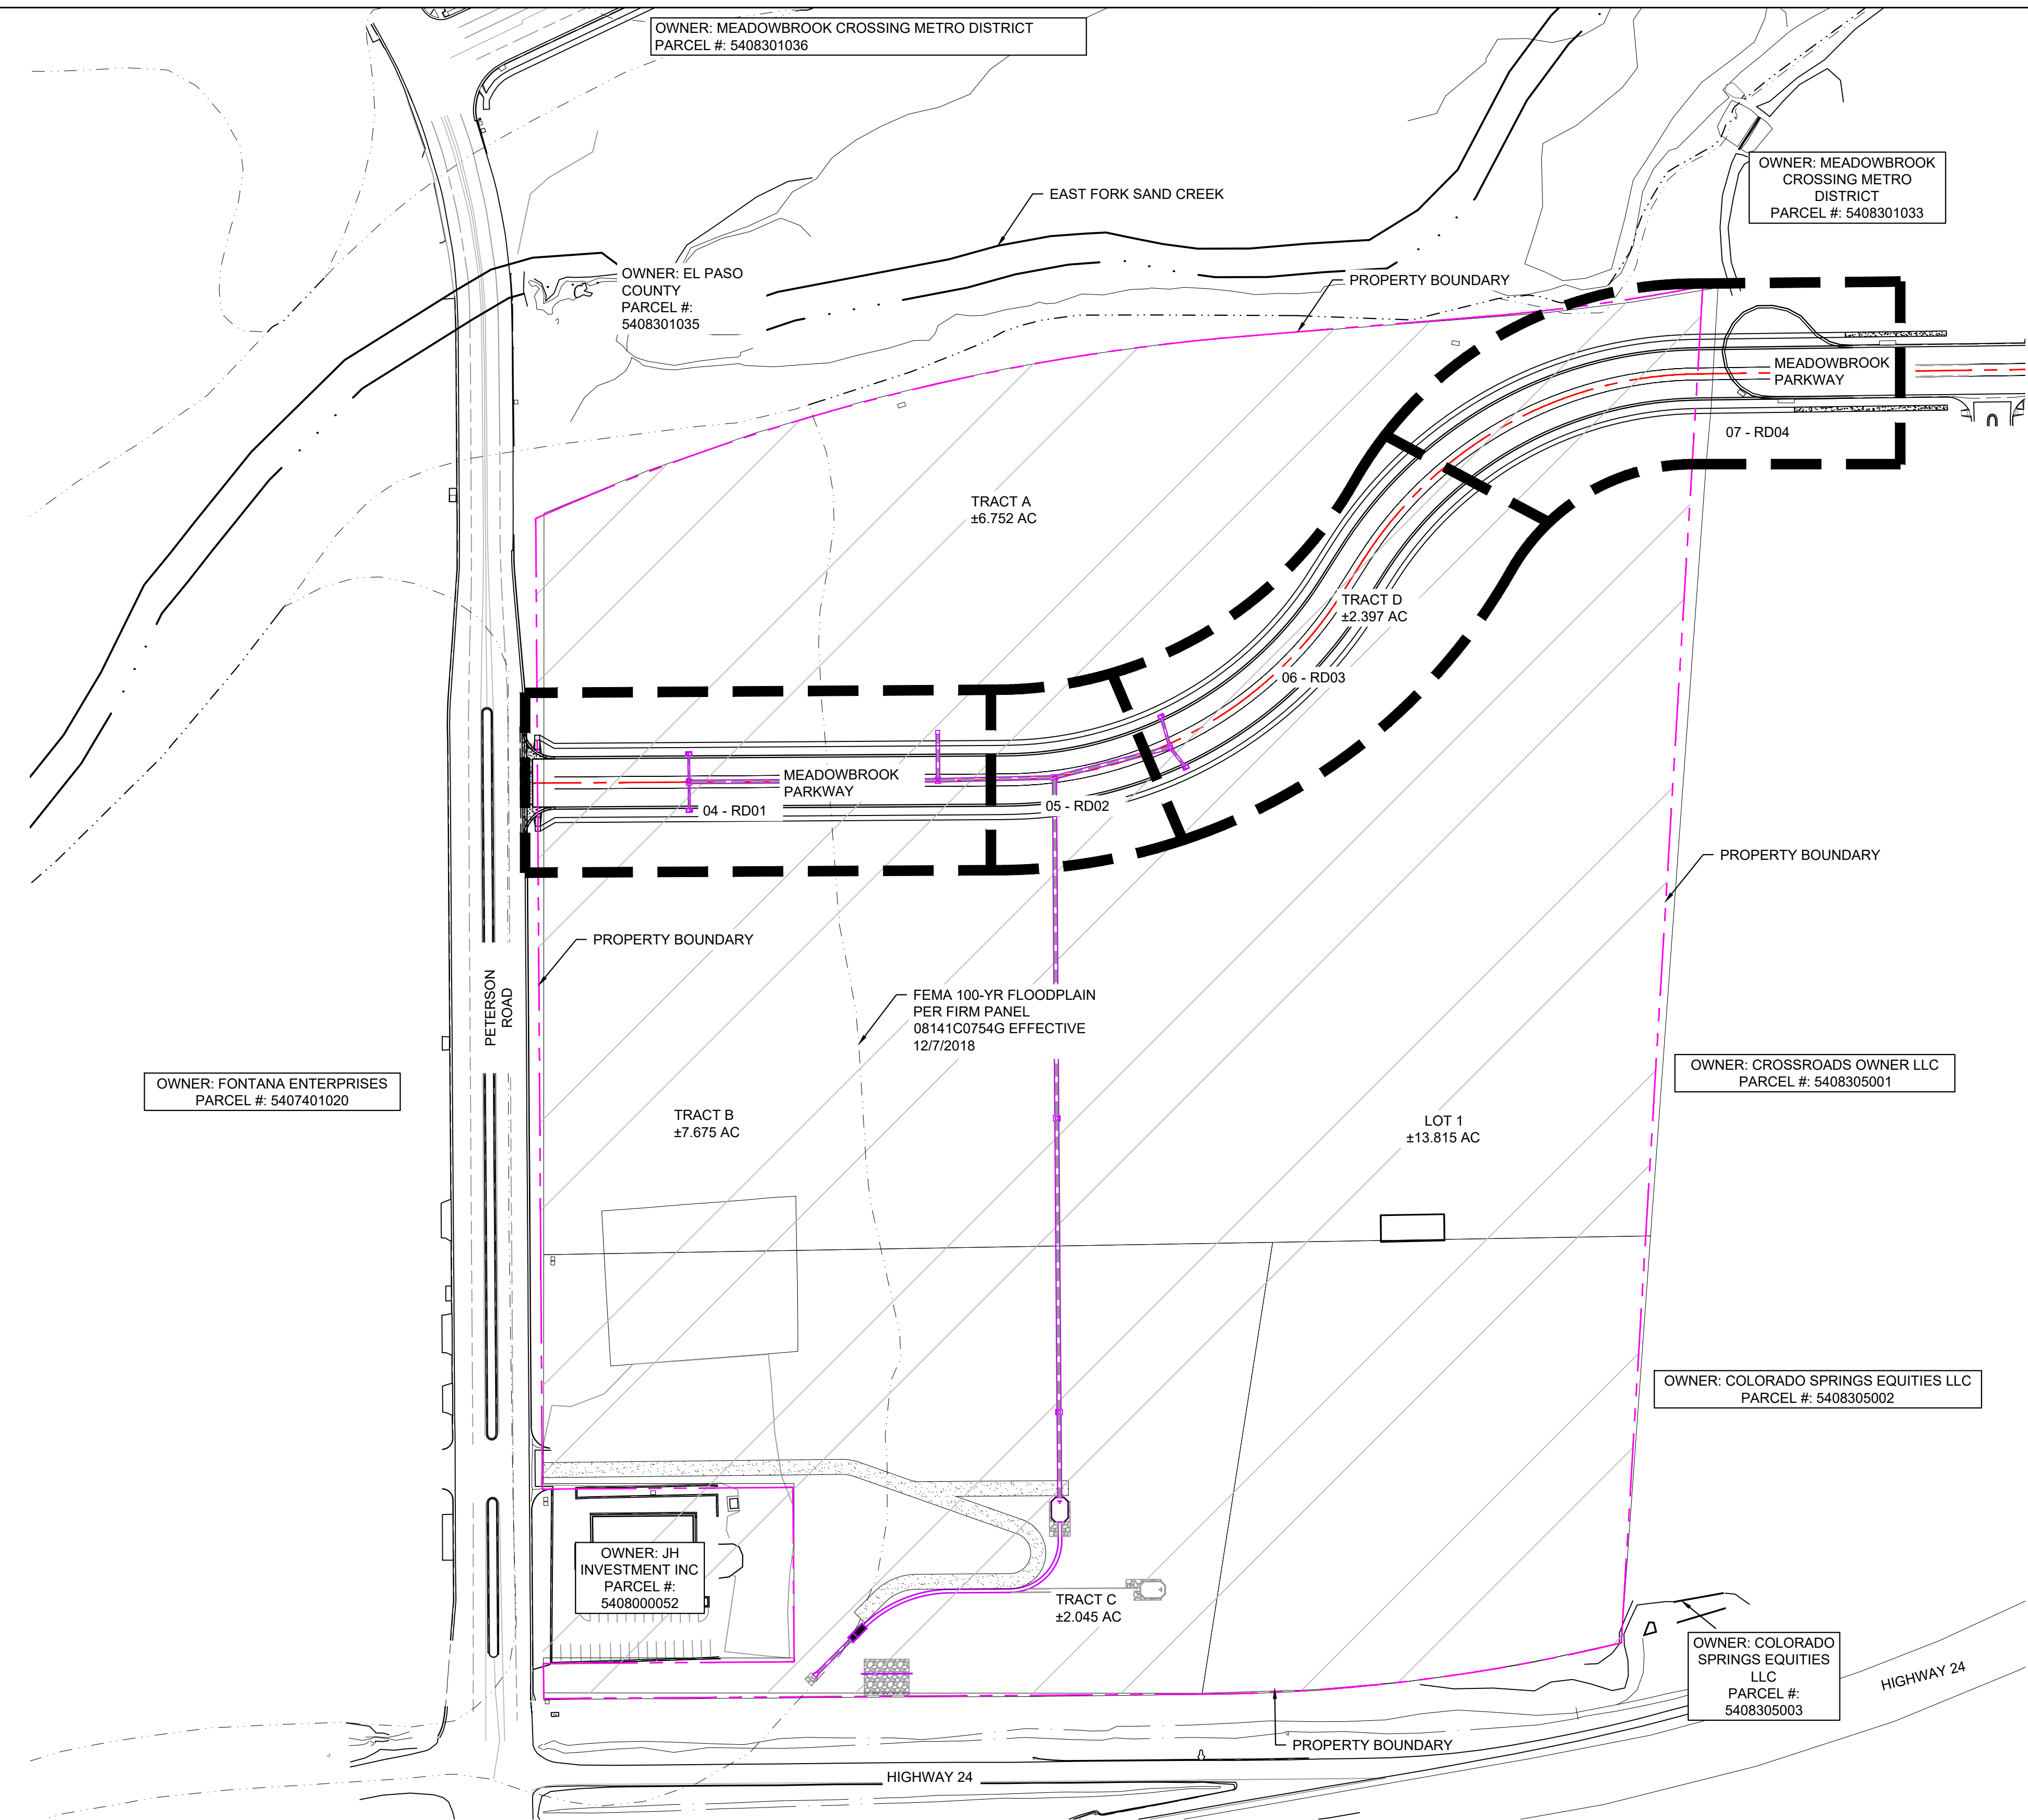 OWNER: MEADOWBROOK CROSSING METRO DISTRICT
PARCEL #: 5408301036
OWNER: MEADOWBROOK
CROSSING METRO
DISTRICT
PARCEL #: 5408301033
EAST FORK SAND CREEK
OWNER: EL PASO
COUNTY
PARCEL #:
5408301035
PROPERTY BOUNDARY
MEADOWBROOK
PARKWAY
07 - RD04
TRACT A
±6.752 AC
TRACT D
±2.397 AC
06 - RD03
MEADOWBROOK
PARKWAY
04 - RD01
05 - RD02
PROPERTY BOUNDARY
PROPERTY BOUNDARY
PETERSON
ROAD
FEMA 100-YR FLOODPLAIN
PER FIRM PANEL
08141C0754G EFFECTIVE
12/7/2018
OWNER: FONTANA ENTERPRISES
PARCEL #: 5407401020
OWNER: CROSSROADS OWNER LLC
PARCEL #: 5408305001
TRACT B
±7.675 AC
LOT 1
±13.815 AC
OWNER: COLORADO SPRINGS EQUITIES LLC
PARCEL #: 5408305002
OWNER: JH
INVESTMENT INC
PARCEL #:
5408000052
TRACT C
±2.045 AC
OWNER: COLORADO
SPRINGS EQUITIES
LLC
PARCEL #:
5408305003
HIGHWAY 24
PROPERTY BOUNDARY
HIGHWAY 24